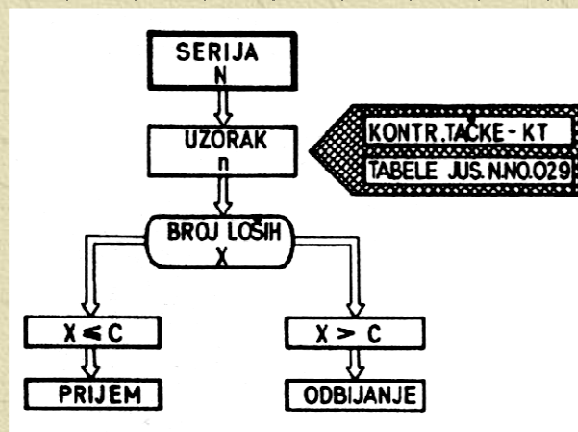 SERIJA
N
UZORAK
n
KONTR.TAČKE - KT
TABELE JUS.N.NO.029
BROJ LOŠIH
X
X ≤ C
X > C
PRIJEM
ODBIJANJE